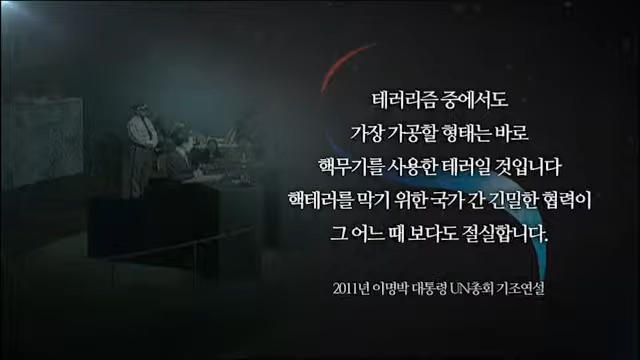 테러리즘 중에서도
가장 가공할 형태는 바로
핵무기를 사용한 테러일 것입니다
핵테러를 막기 위한 국가 간 긴밀한 협력이
그 어느 때 보다도 절실합니다.
2011년 이명박 대통령 UN총회 기조연설